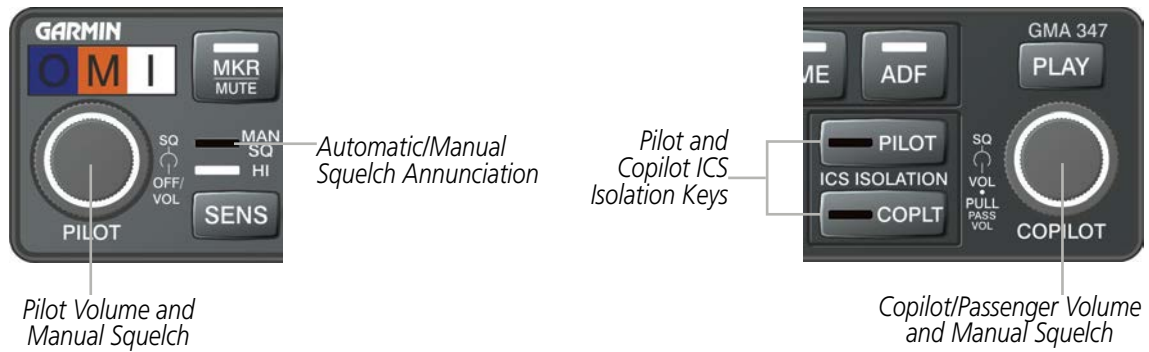 GARMIN
O M I
MKR
MUTE
SQ
MAN
SQ
OFF/
VOL
HI
SENS
PILOT
Automatic/Manual
Squelch Annunciation
Pilot Volume and
Manual Squelch
GMA 347
ME
ADF
PLAY
PILOT
ICS ISOLATION
COPLT
SQ
VOL
PULL
PASS
VOL
COPILOT
Pilot and
Copilot ICS
Isolation Keys
Copilot/Passenger Volume
and Manual Squelch